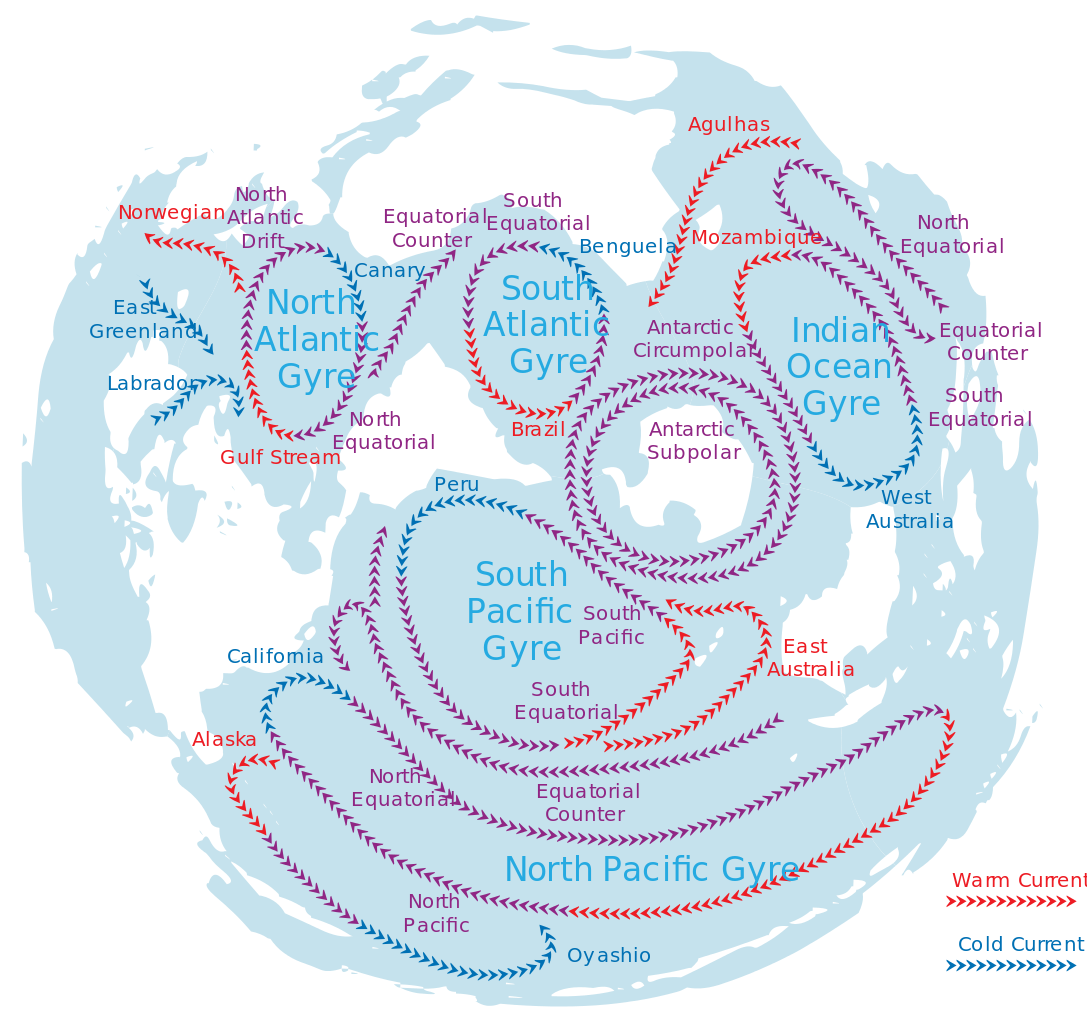 Agulhas
North
Atlantic
Drift
Norwegian
South
Equatorial
Equatorial
Counter
Benguela
Mozambique
North
Equatorial
Canary
East
Greenland
North
Atlantic
Gyre
South
Atlantic
Gyre
Antarctic
Circumpolar
Indian
Ocean
Gyre
Equatorial
Counter
Labrador
South
Equatorial
North
Equatorial
Brazil
Antarctic
Subpolar
Gulf Stream
Peru
West
Australia
South
Pacific
Gyre
South
Pacific
California
East
Australia
South
Equatorial
Alaska
North
Equatorial
Equatorial
Counter
North Pacific Gyre
Warm Current
North
Pacific
Oyashio
Cold Current